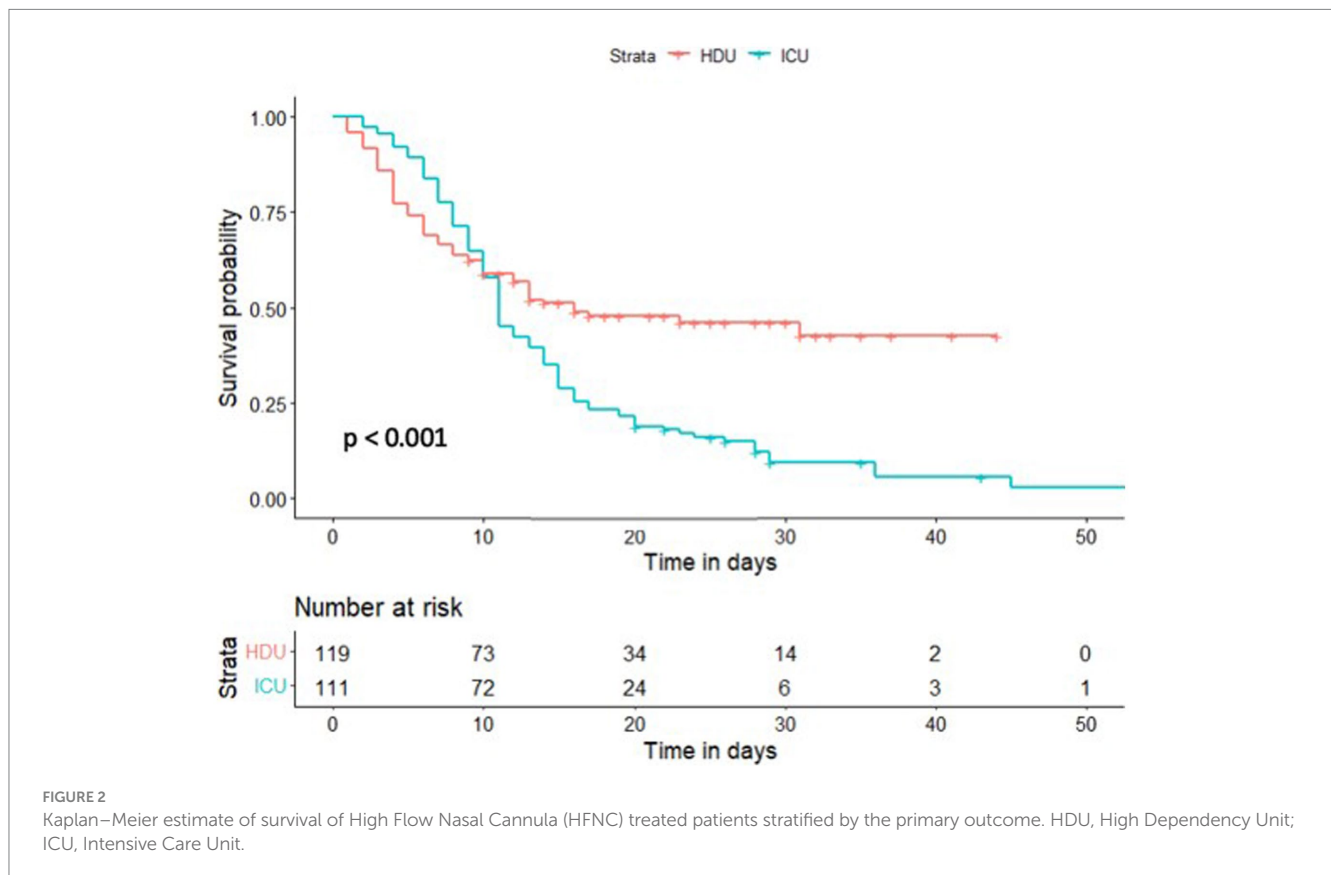 Strata HDU ICU
1.00
0.75
0.50
0.25
0.00
Survival probability
p < 0.001
0 10 20 30 40 50
Time in days
Number at risk
Strata
HDU 119 73 34 14 2 0
ICU 111 72 24 6 3 1
0 10 20 30 40 50
Time in days
FIGURE 2
Kaplan–Meier estimate of survival of High Flow Nasal Cannula (HFNC) treated patients stratified by the primary outcome. HDU, High Dependency Unit;
ICU, Intensive Care Unit.